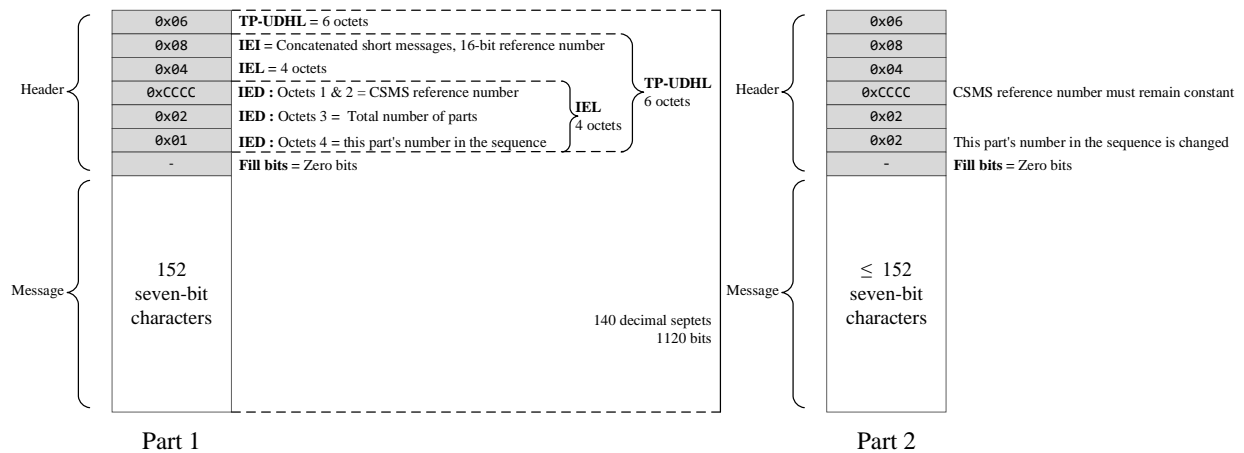 0x06
TP-UDHL = 6 octets
0x08
IEI = Concatenated short messages, 16-bit reference number
0x04
IEL = 4 octets
Header
0xCCCC
IED : Octets 1 & 2 = CSMS reference number
0x02
IED : Octets 3 =  Total number of parts
0x01
IED : Octets 4 = this part's number in the sequence
-
Fill bits = Zero bits
IEL
4 octets
TP-UDHL
6 octets
Message
152
seven-bit
characters
140 decimal septets
1120 bits
Part 1
0x06
0x08
0x04
Header
0xCCCC
CSMS reference number must remain constant
0x02
0x02
This part's number in the sequence is changed
-
Fill bits = Zero bits
Message
≤ 152
seven-bit
characters
Part 2